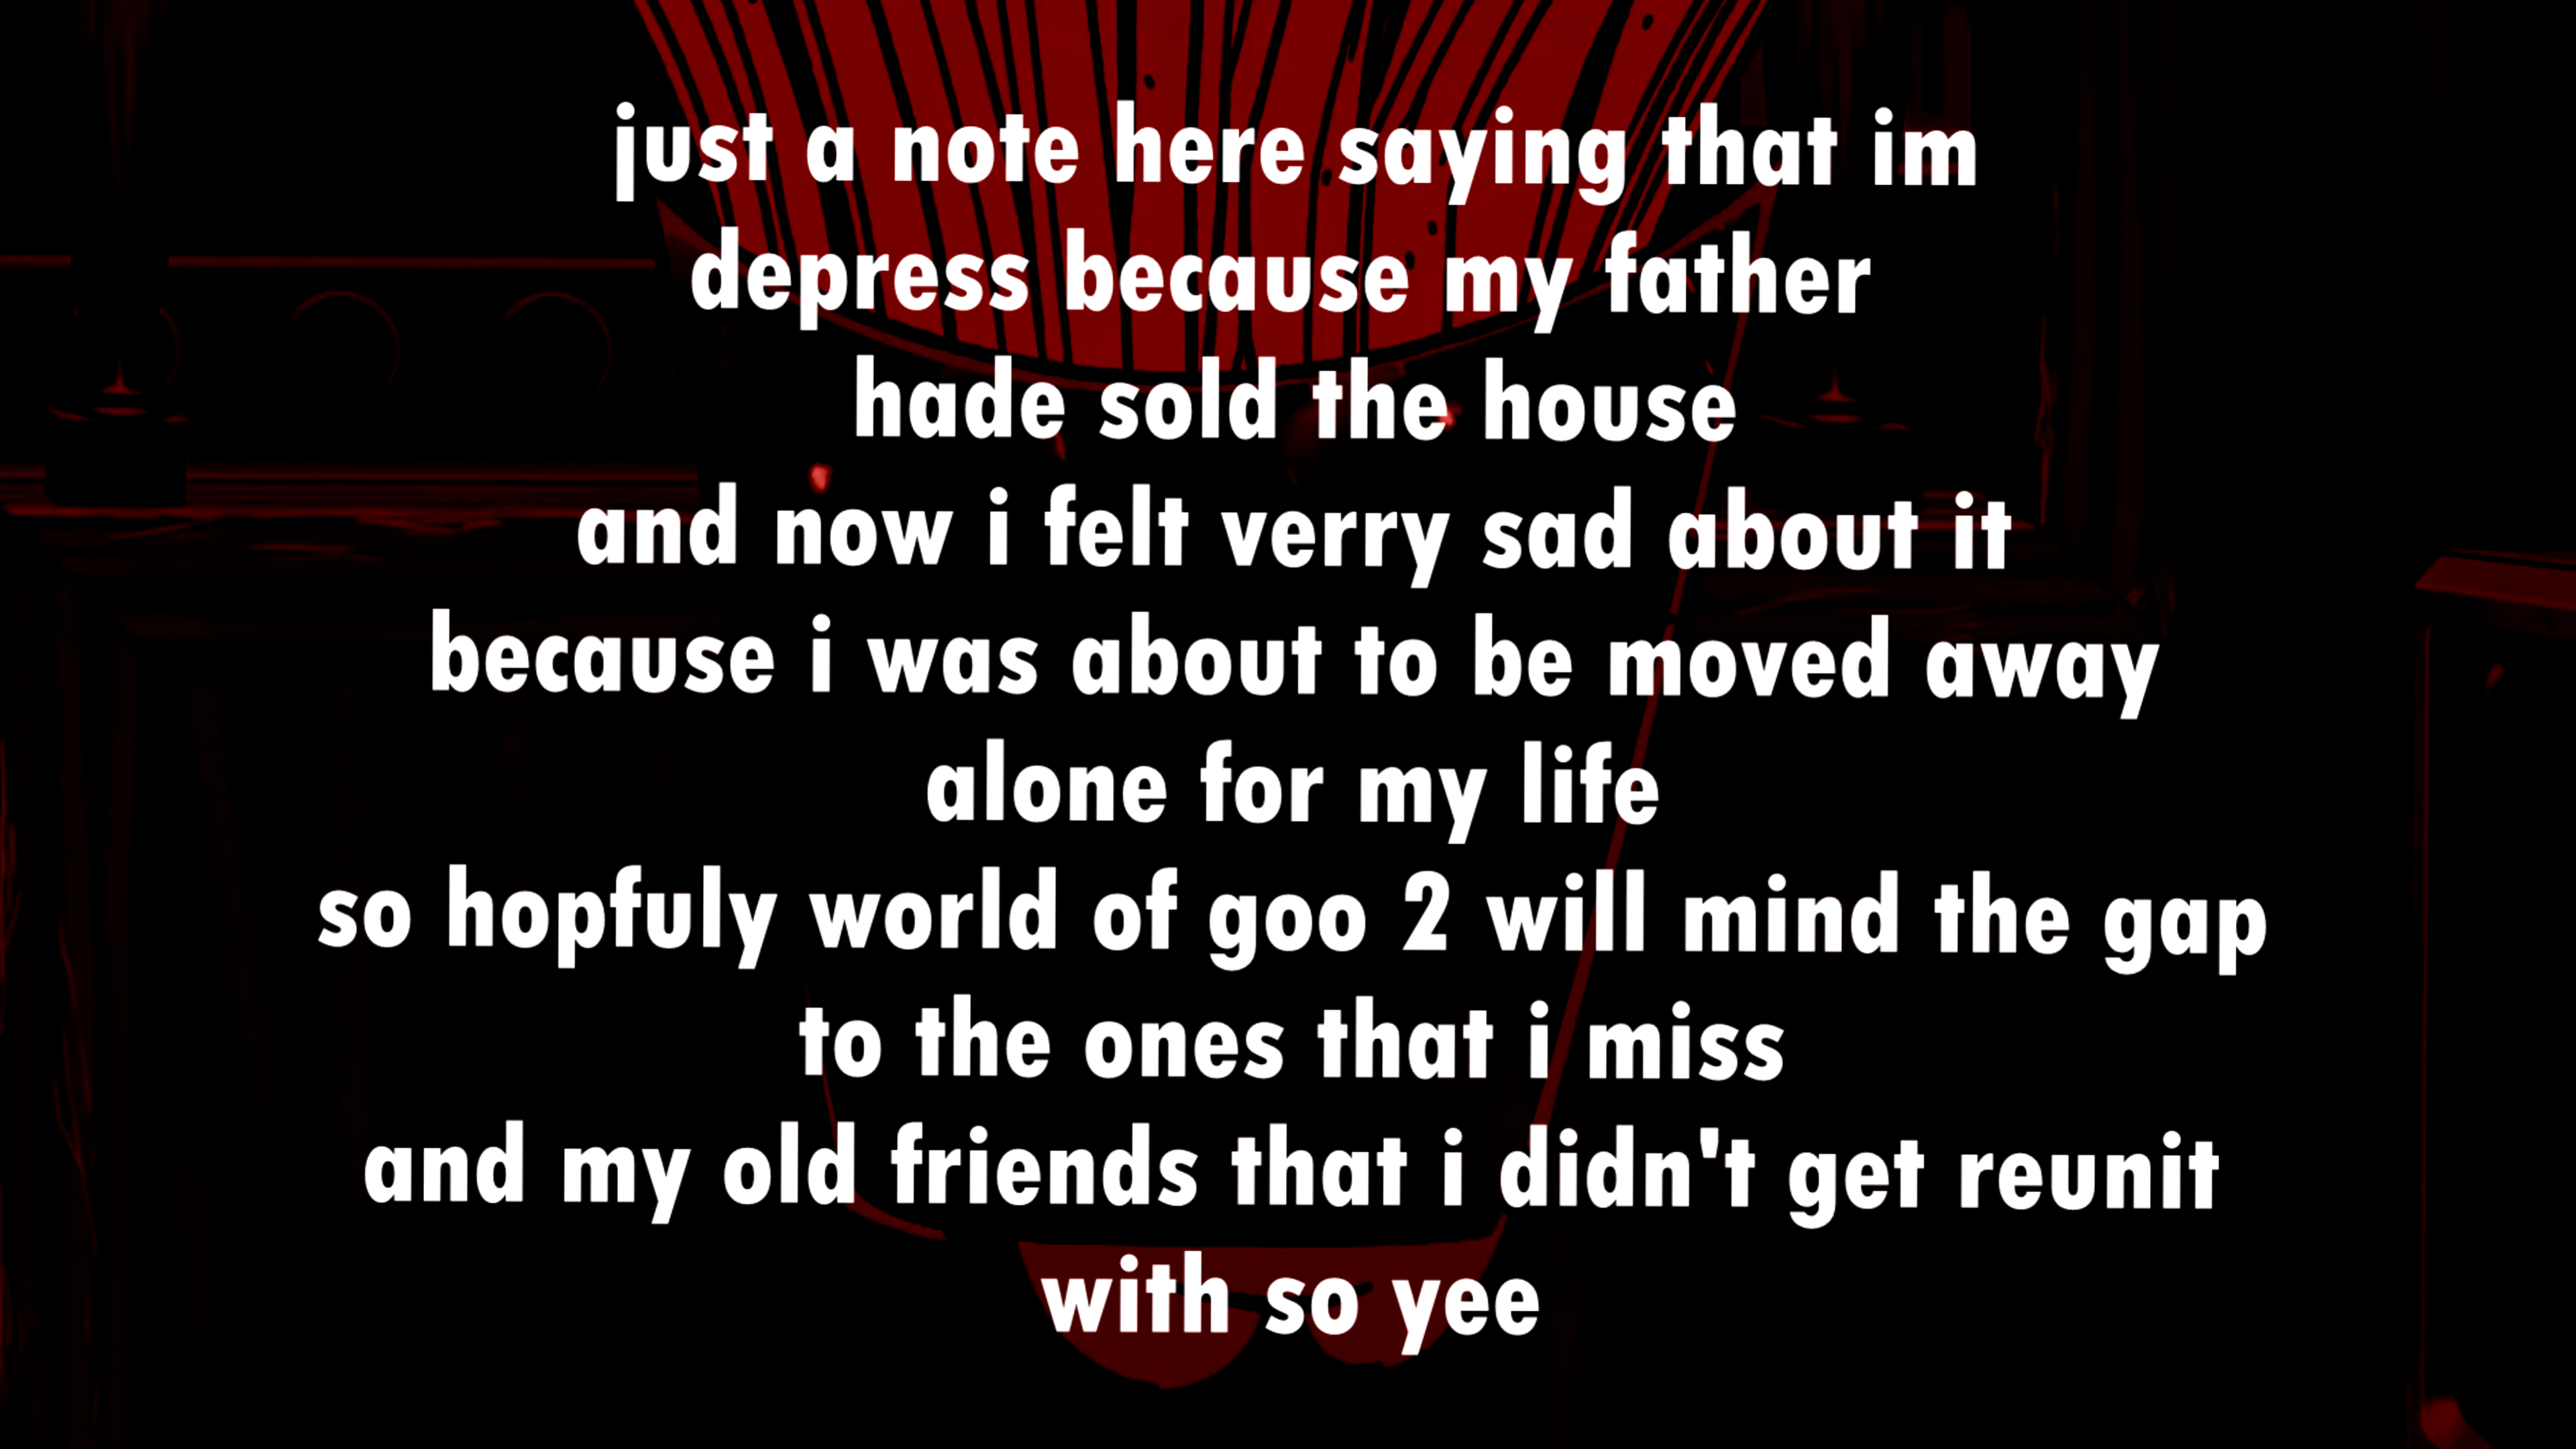 just a note here saying that im
depress because my father
hade sold the house
and now i felt verry sad about it
because i was about to be moved away
alone for my life
so hopfuly world of goo 2 will mind the gap
to the ones that i miss
and my old friends that i didn't get reunit
with so yee